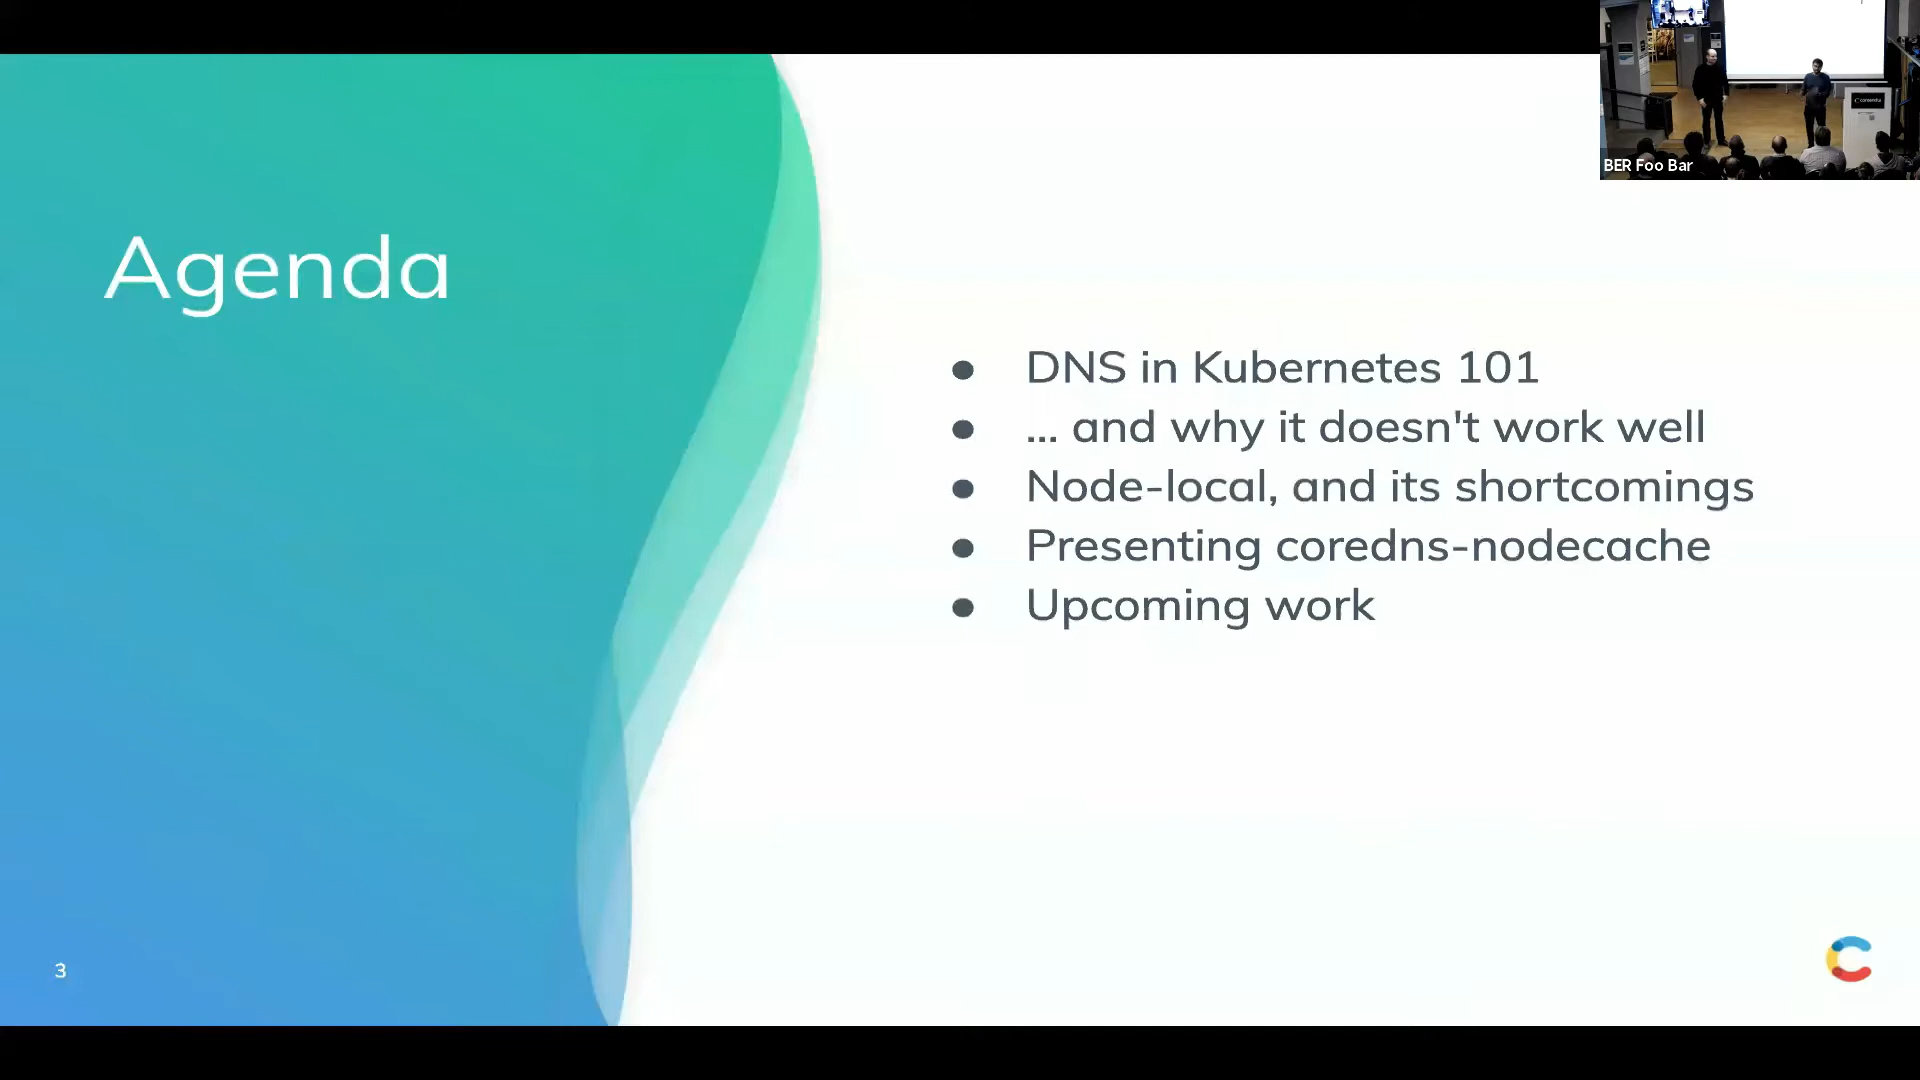 Agenda
● DNS in Kubernetes 101
● ... and why it doesn't work well
● Node-local, and its shortcomings
● Presenting coredns-nodecache
● Upcoming work
3
BER Foo Bar
contentful